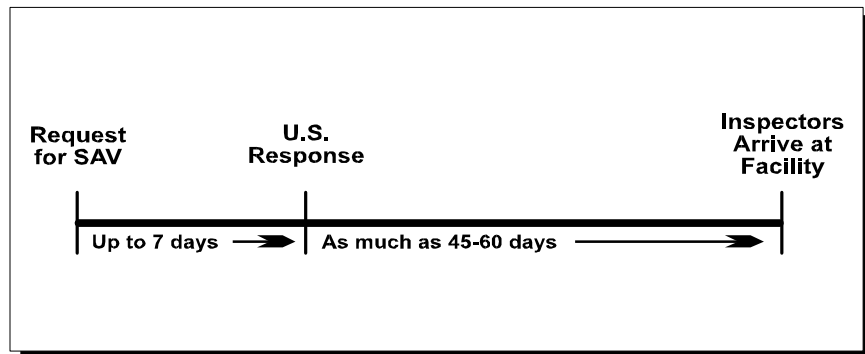 Request
for SAV
U.S.
Response
Inspectors
Arrive at
Facility
Up to 7 days
As much as 45-60 days